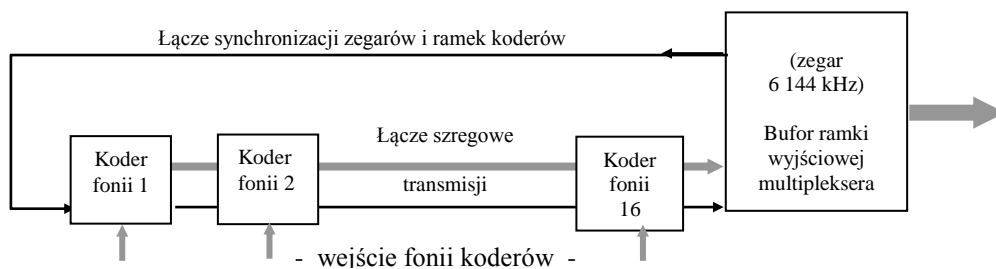 Łącze synchronizacji zegarów i ramek koderów
(zegar
6 144 kHz)
Bufor ramki
wyjściowej
multipleksera
Koder
fonii 1
Koder
fonii 2
Łącze szregowe
transmisji
Koder
fonii
16
- wejście fonii koderów -